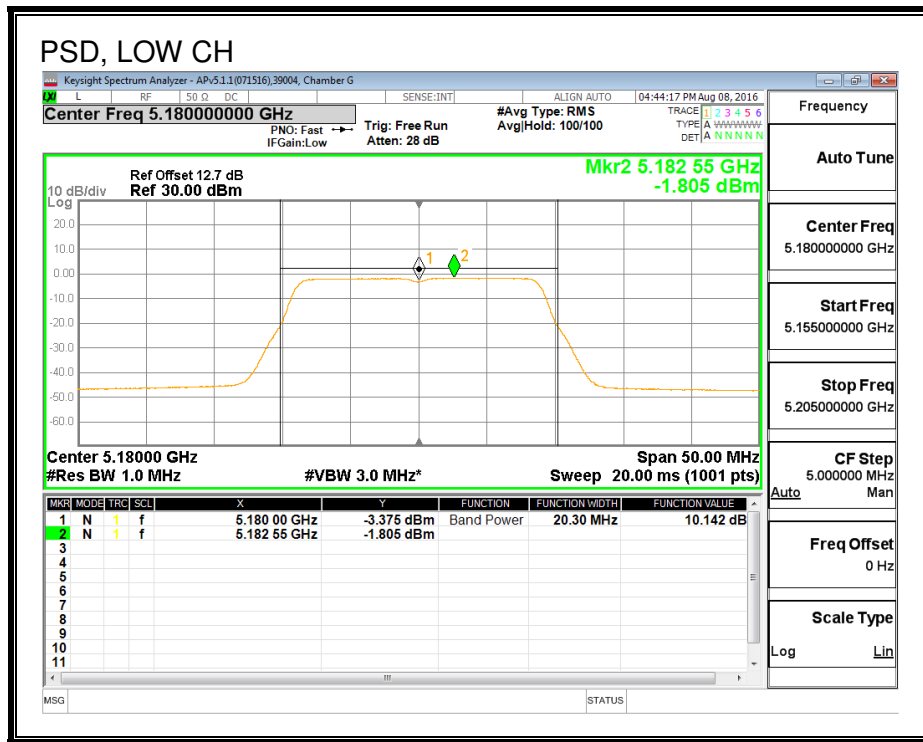 PSD, LOW CH
Keysight Spectrum Analyzer - APv5.1.1(071516),39004, Chamber G
LXI L RF 50 Ω DC SENSE:INT ALIGN AUTO 04:44:17 PM Aug 08, 2016
Center Freq 5.180000000 GHz
#Avg Type: RMS
TRACE 1 2 3 4 5 6
PNO: Fast
Trig: Free Run
Avg|Hold: 100/100
TYPE A WWWWW
IFGain:Low
Atten: 28 dB
DET A N N N N N
Frequency
Auto Tune
Center Freq
5.180000000 GHz
Start Freq
5.155000000 GHz
Stop Freq
5.205000000 GHz
CF Step
5.000000 MHz
Auto Man
Freq Offset
0 Hz
Scale Type
Log Lin
Mkr2 5.182 55 GHz
-1.805 dBm
Ref Offset 12.7 dB
10 dB/div Ref 30.00 dBm
Log
20.0
10.0
0.00
-10.0
-20.0
-30.0
-40.0
-50.0
-60.0
1
2
Center 5.18000 GHz
Span 50.00 MHz
#Res BW 1.0 MHz
#VBW 3.0 MHz*
Sweep 20.00 ms (1001 pts)
MKR MODE TRC SCL X Y FUNCTION FUNCTION WIDTH FUNCTION VALUE
1 N 1 f 5.180 00 GHz -3.375 dBm Band Power 20.30 MHz 10.142 dB
2 N 1 f 5.182 55 GHz -1.805 dBm
3
4
5
6
7
8
9
10
11
MSG
STATUS